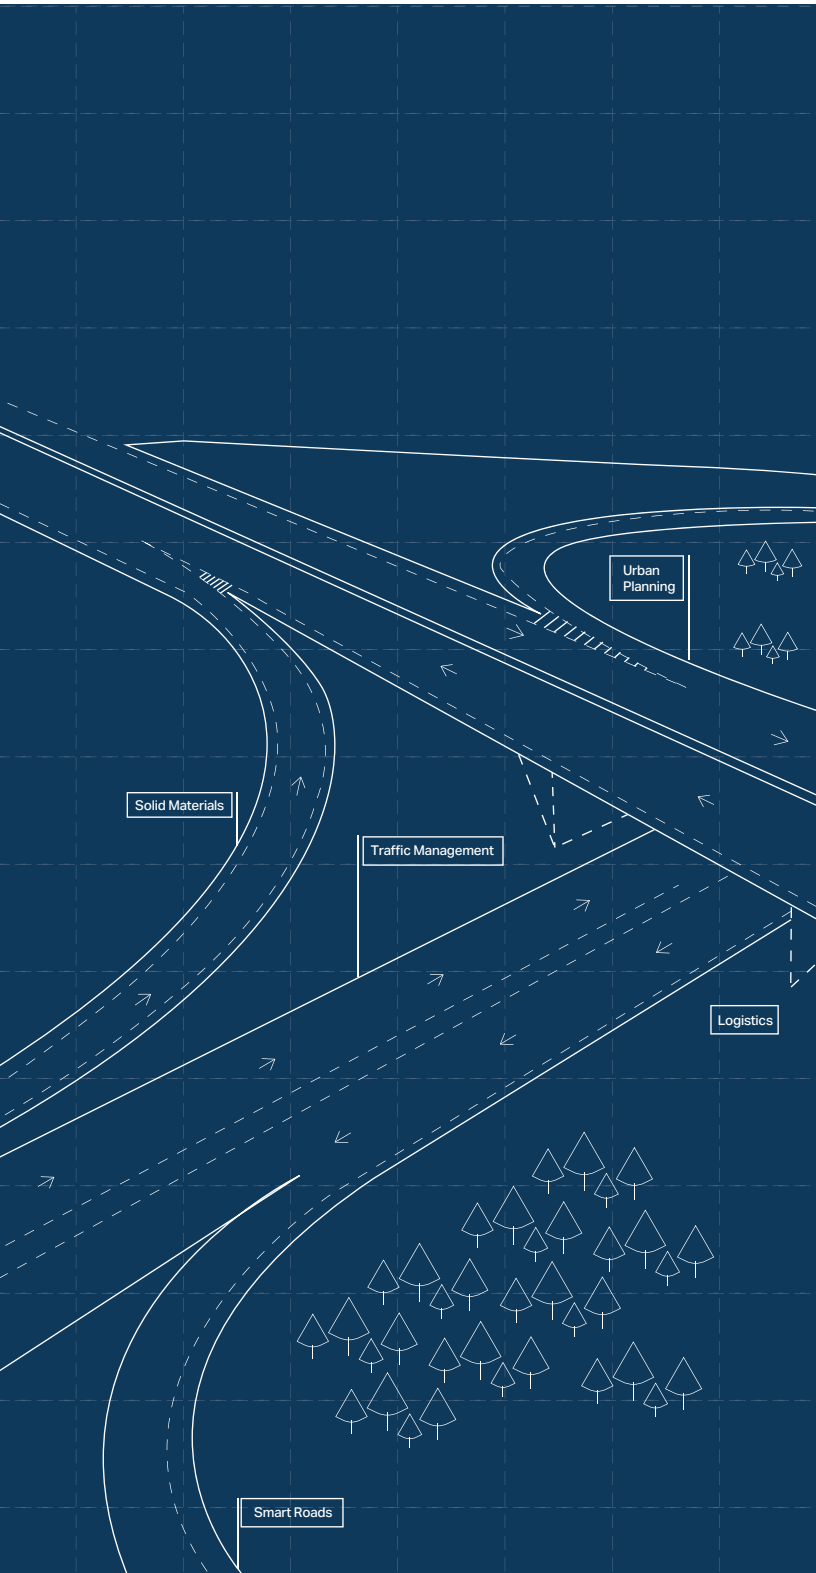 Urban
Planning
Solid Materials
Traffic Management
Logistics
Smart Roads